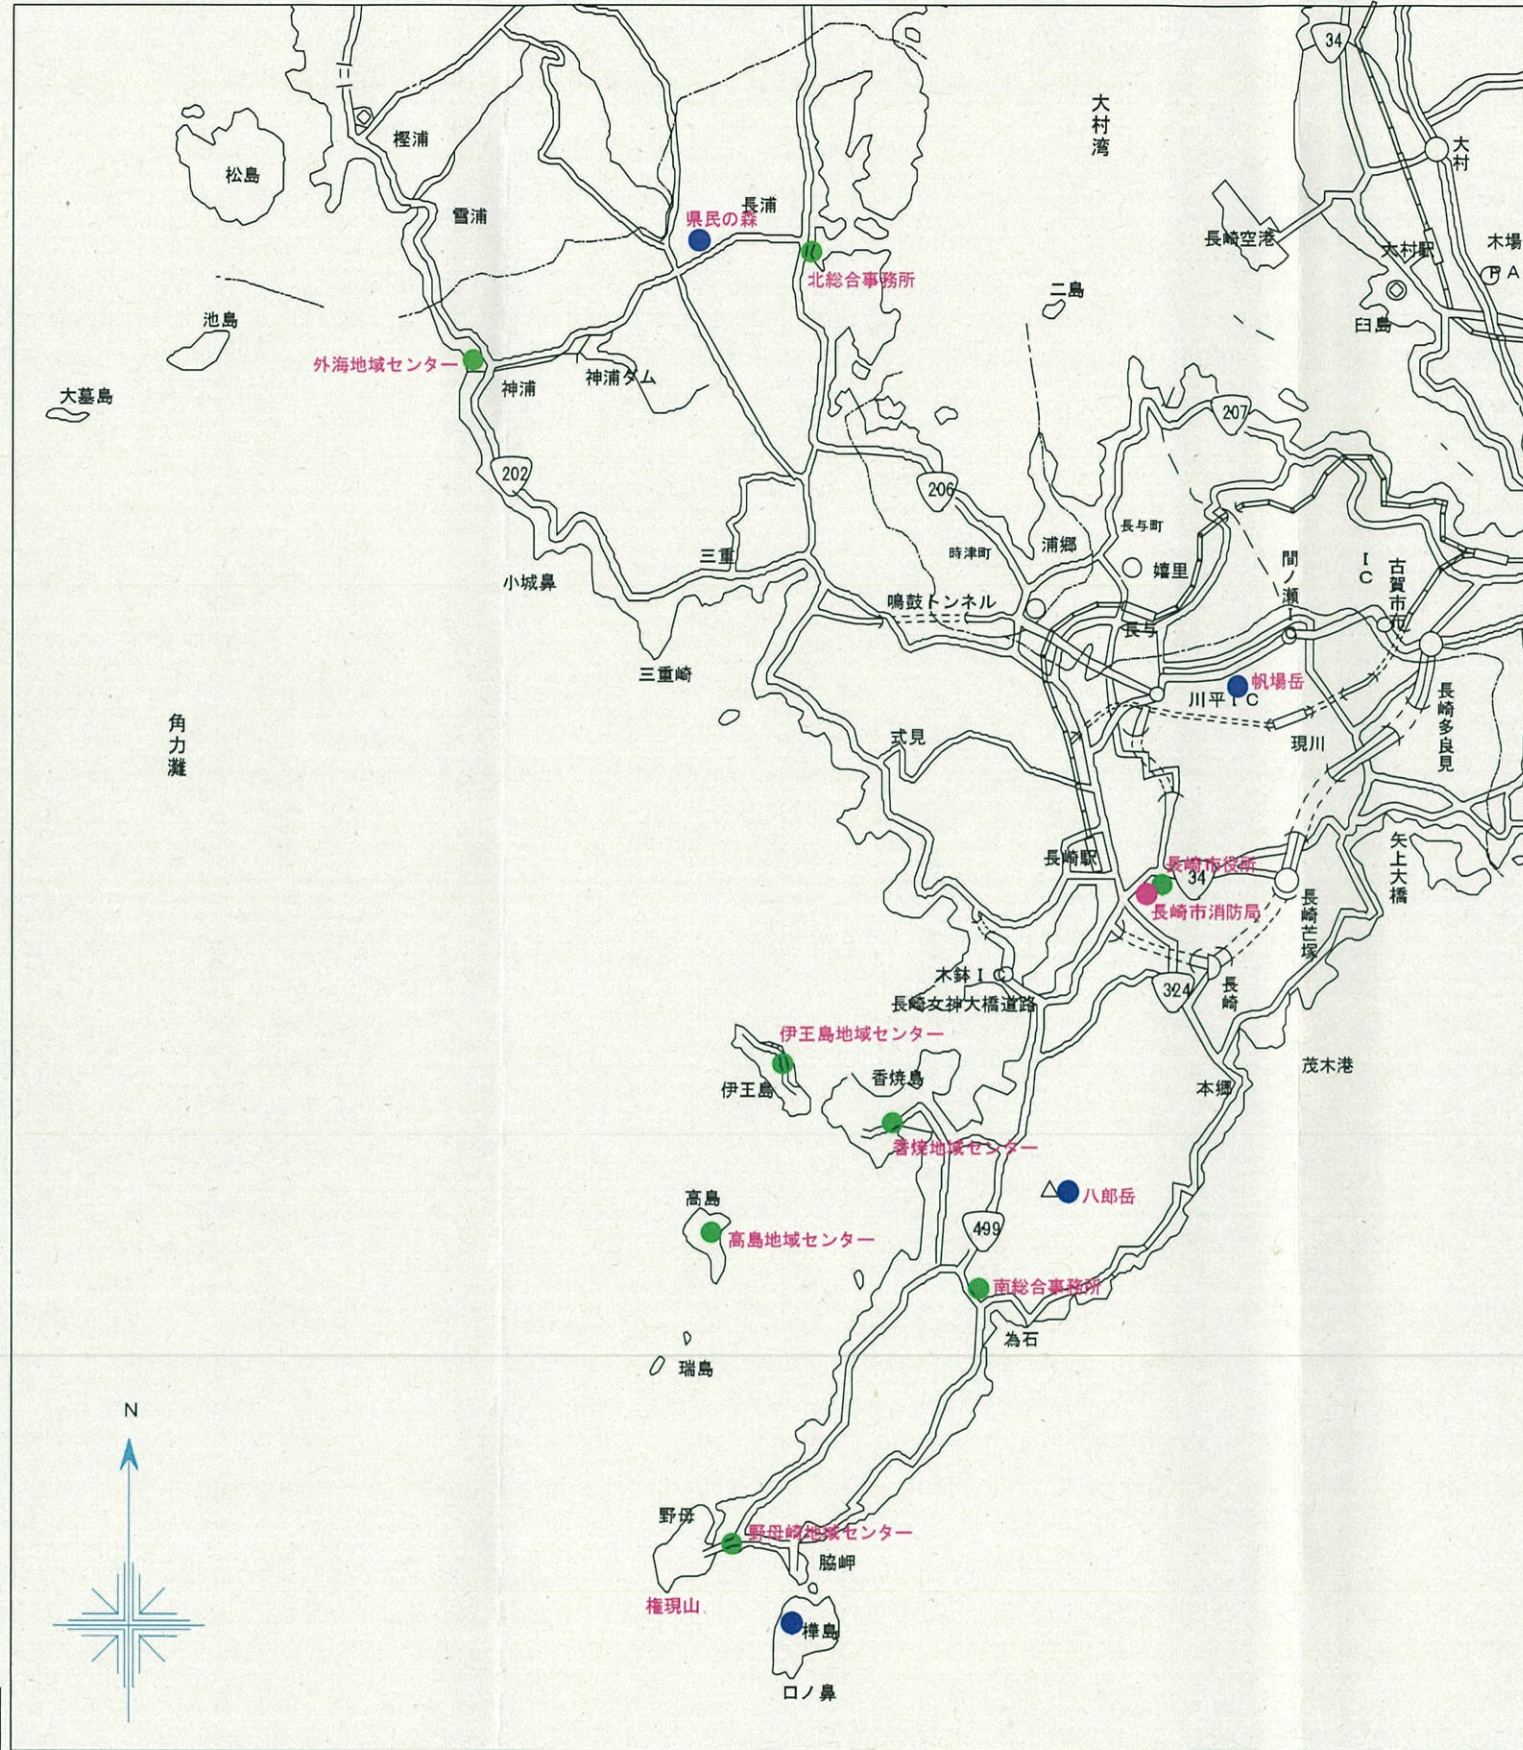 34
大村湾
大村
樫浦
松島
雪浦
長浦
県民の森
北総合事務所
長崎空港
大村駅
木場
PA
二島
臼島
池島
外海地域センター
神浦
神浦ダム
大墓島
207
202
206
長与町
時津町
浦郷
嬉里
三重
小城鼻
間ノ瀬IC
古賀市布
IC
鳴鼓トンネル
長与
三重崎
帆場岳
川平IC
長崎多良見
角力灘
式見
現川
矢上大橋
長崎駅
長崎市役所
34
長崎市消防局
長崎芒塚
木鉢IC
324
長崎
長崎女神大橋道路
伊王島地域センター
茂木港
香焼島
伊王島
本郷
香焼地域センター
八郎岳
高島
高島地域センター
499
南総合事務所
為石
瑞島
N
野母
野母崎地域センター
脇岬
権現山
樺島
口ノ鼻